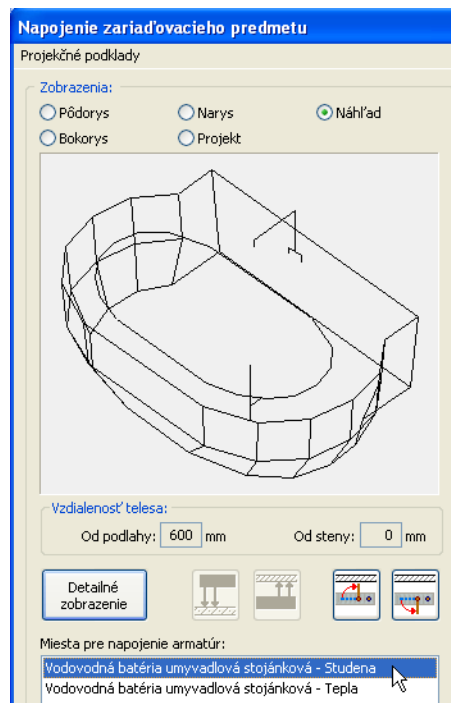 Napojenie zariaďovacieho predmetu
Projekčné podklady
Zobrazenia:
Pôdorys Narys Náhľad
Bokorys Projekt
Vzdialenosť telesa:
Od podlahy: 600 mm Od steny: 0 mm
Detailné
zobrazenie
Miesta pre napojenie armatúr:
Vodovodná batéria umyvadlová stojánková - Studena
Vodovodná batéria umyvadlová stojánková - Tepla